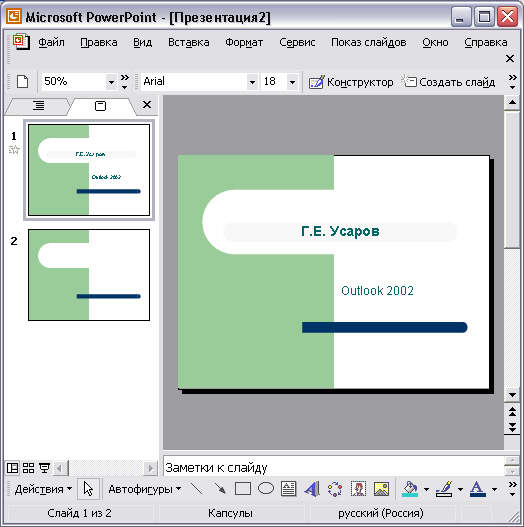 Microsoft PowerPoint - [Презентация2]
Файл Правка Вид Вставка Формат Сервис Показ слайдов Окно Справка
50% Arial 18 Конструктор Создать слайд
1
Г.Е. Усаров
Outlook 2002
2
Г.Е. Усаров
Outlook 2002
Заметки к слайду
Действия Автофигуры
Слайд 1 из 2 Капсулы русский (Россия)